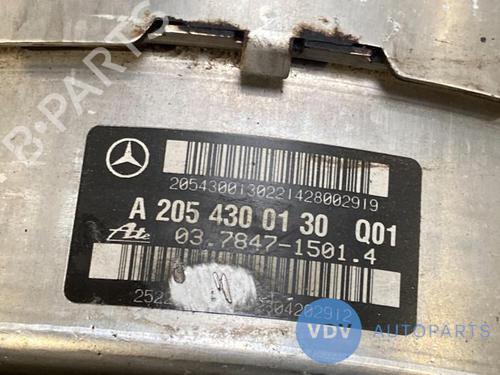 B-PARTS
205430013022142800 2919
A 205 430 01 30 Q01
Ate 03.7847-1501.4
VDV AUTOPARTS